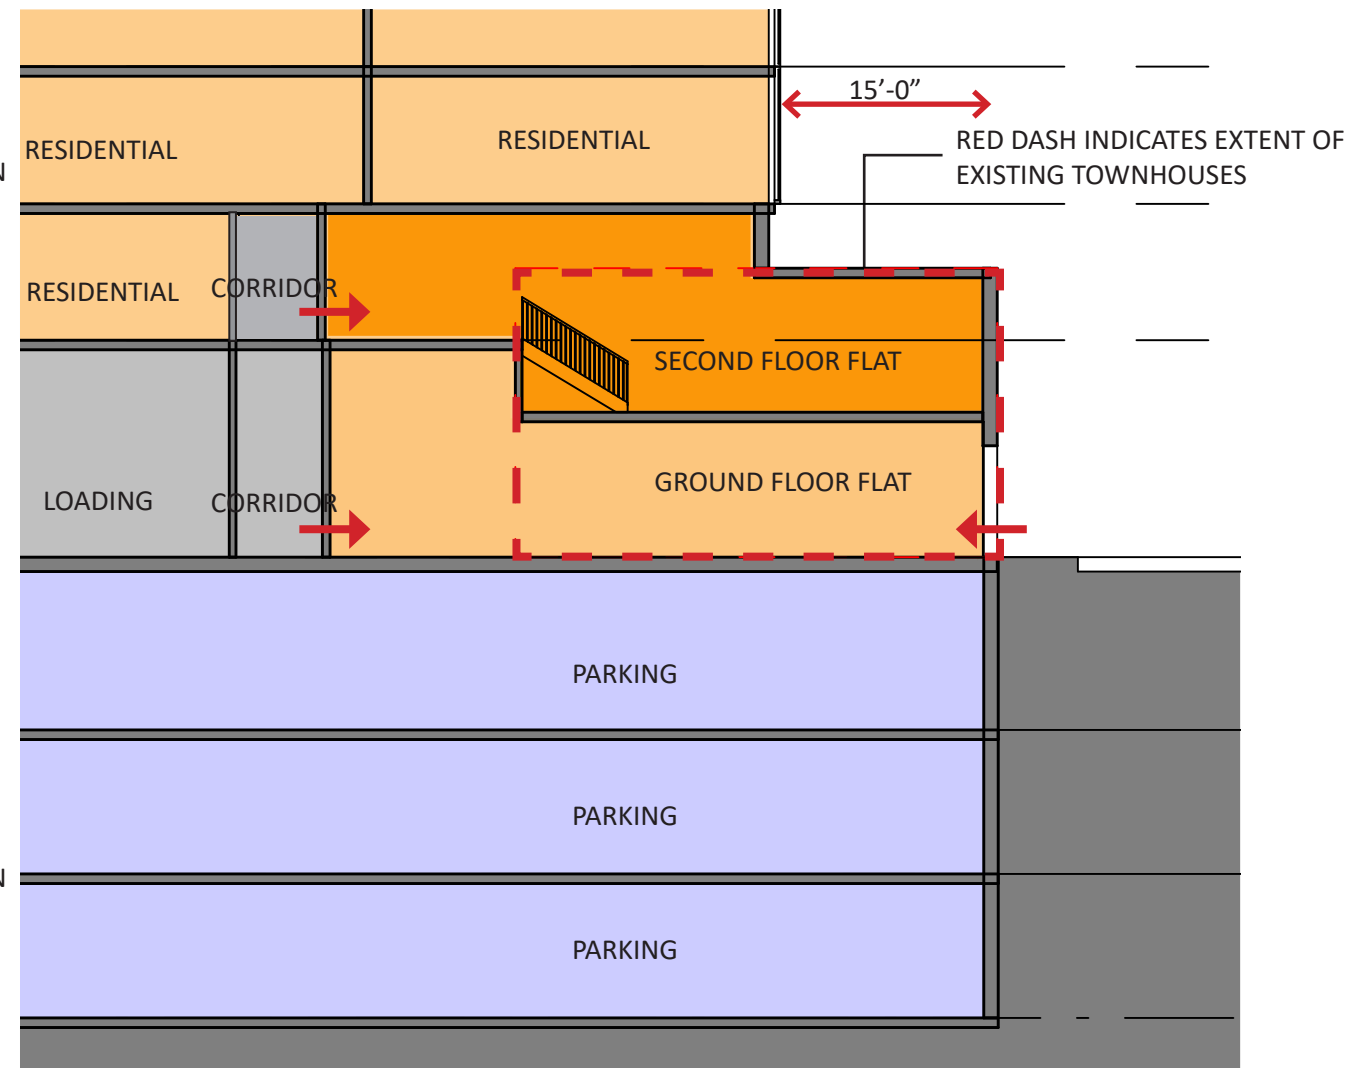 15’-0”
RED DASH INDICATES EXTENT OF
EXISTING TOWNHOUSES
RESIDENTIAL
RESIDENTIAL
N
RESIDENTIAL
CORRIDOR
SECOND FLOOR FLAT
GROUND FLOOR FLAT
LOADING
CORRIDOR
PARKING
PARKING
N
PARKING